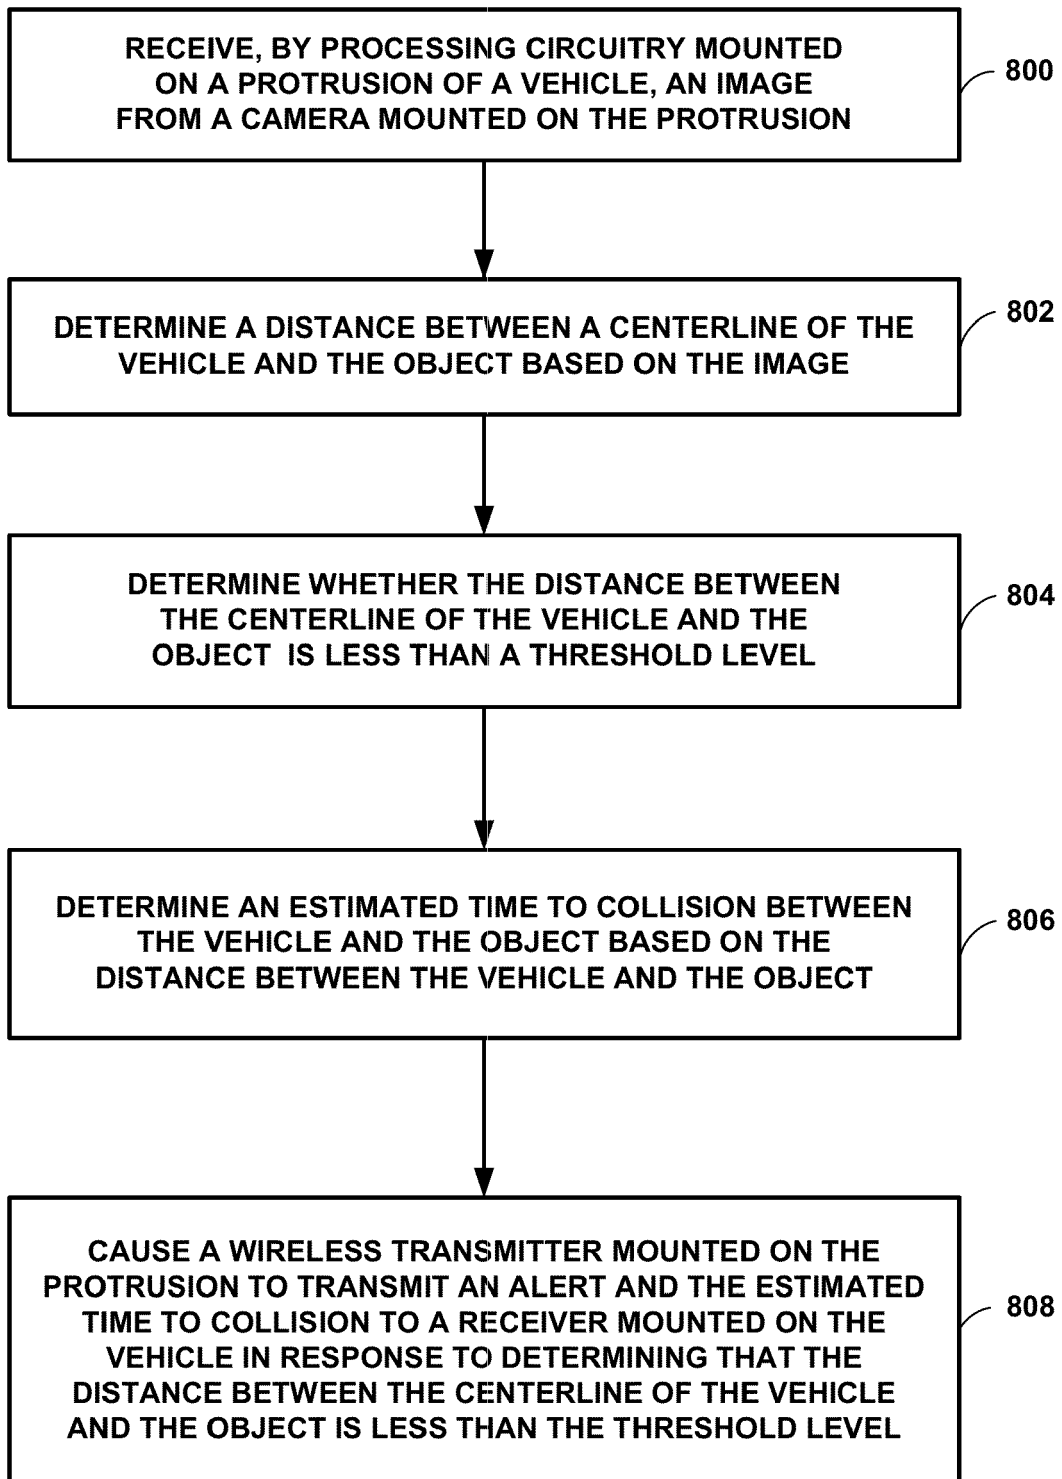 RECEIVE, BY PROCESSING CIRCUITRY MOUNTED
ON A PROTRUSION OF A VEHICLE, AN IMAGE
FROM A CAMERA MOUNTED ON THE PROTRUSION
800
DETERMINE A DISTANCE BETWEEN A CENTERLINE OF THE
VEHICLE AND THE OBJECT BASED ON THE IMAGE
802
DETERMINE WHETHER THE DISTANCE BETWEEN
THE CENTERLINE OF THE VEHICLE AND THE
OBJECT IS LESS THAN A THRESHOLD LEVEL
804
DETERMINE AN ESTIMATED TIME TO COLLISION BETWEEN
THE VEHICLE AND THE OBJECT BASED ON THE
DISTANCE BETWEEN THE VEHICLE AND THE OBJECT
806
CAUSE A WIRELESS TRANSMITTER MOUNTED ON THE
PROTRUSION TO TRANSMIT AN ALERT AND THE ESTIMATED
TIME TO COLLISION TO A RECEIVER MOUNTED ON THE
VEHICLE IN RESPONSE TO DETERMINING THAT THE
DISTANCE BETWEEN THE CENTERLINE OF THE VEHICLE
AND THE OBJECT IS LESS THAN THE THRESHOLD LEVEL
808